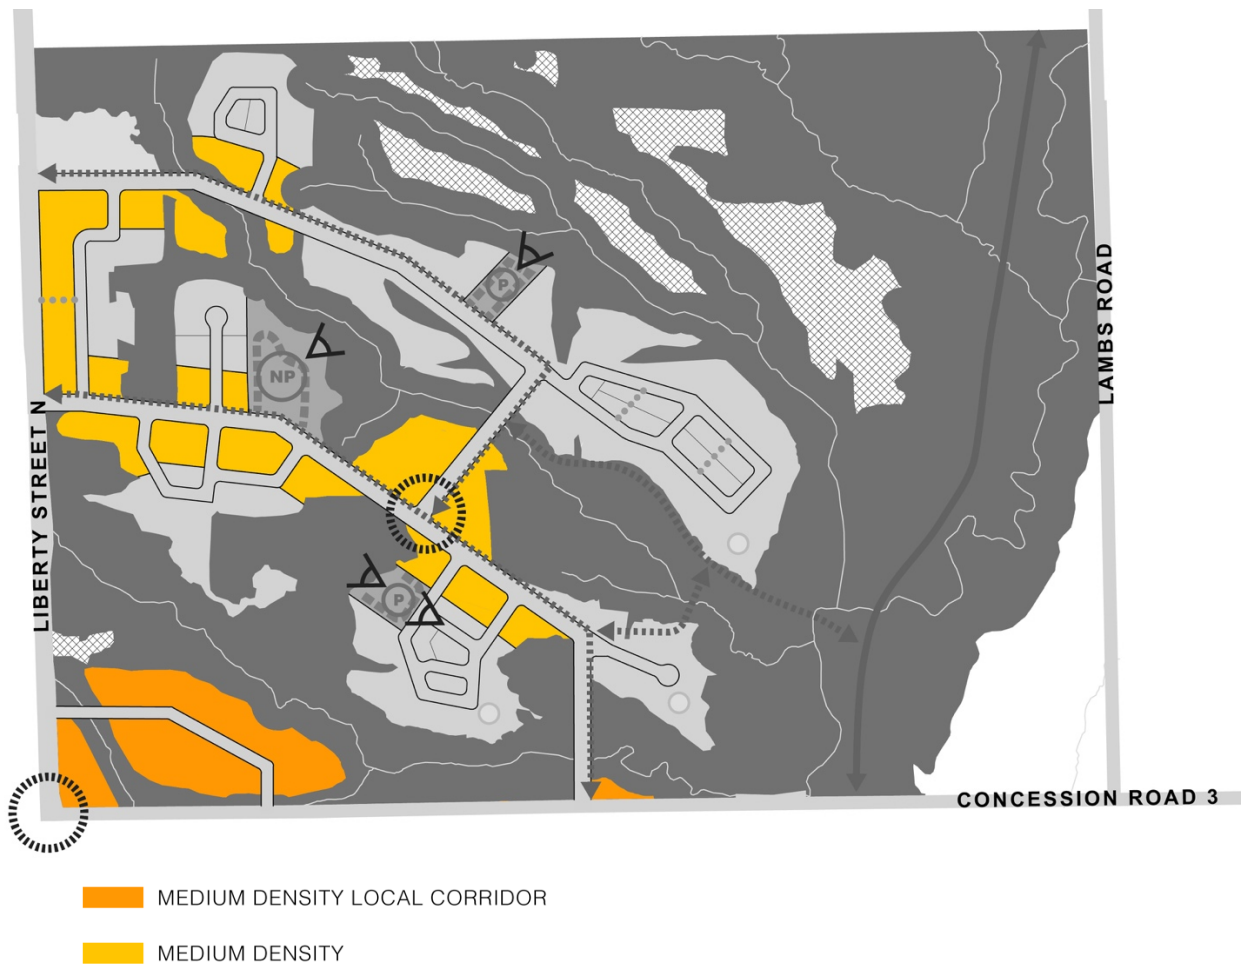 P
NP
LAMBS ROAD
LIBERTY STREET N
P
CONCESSION ROAD 3
MEDIUM DENSITY LOCAL CORRIDOR
MEDIUM DENSITY